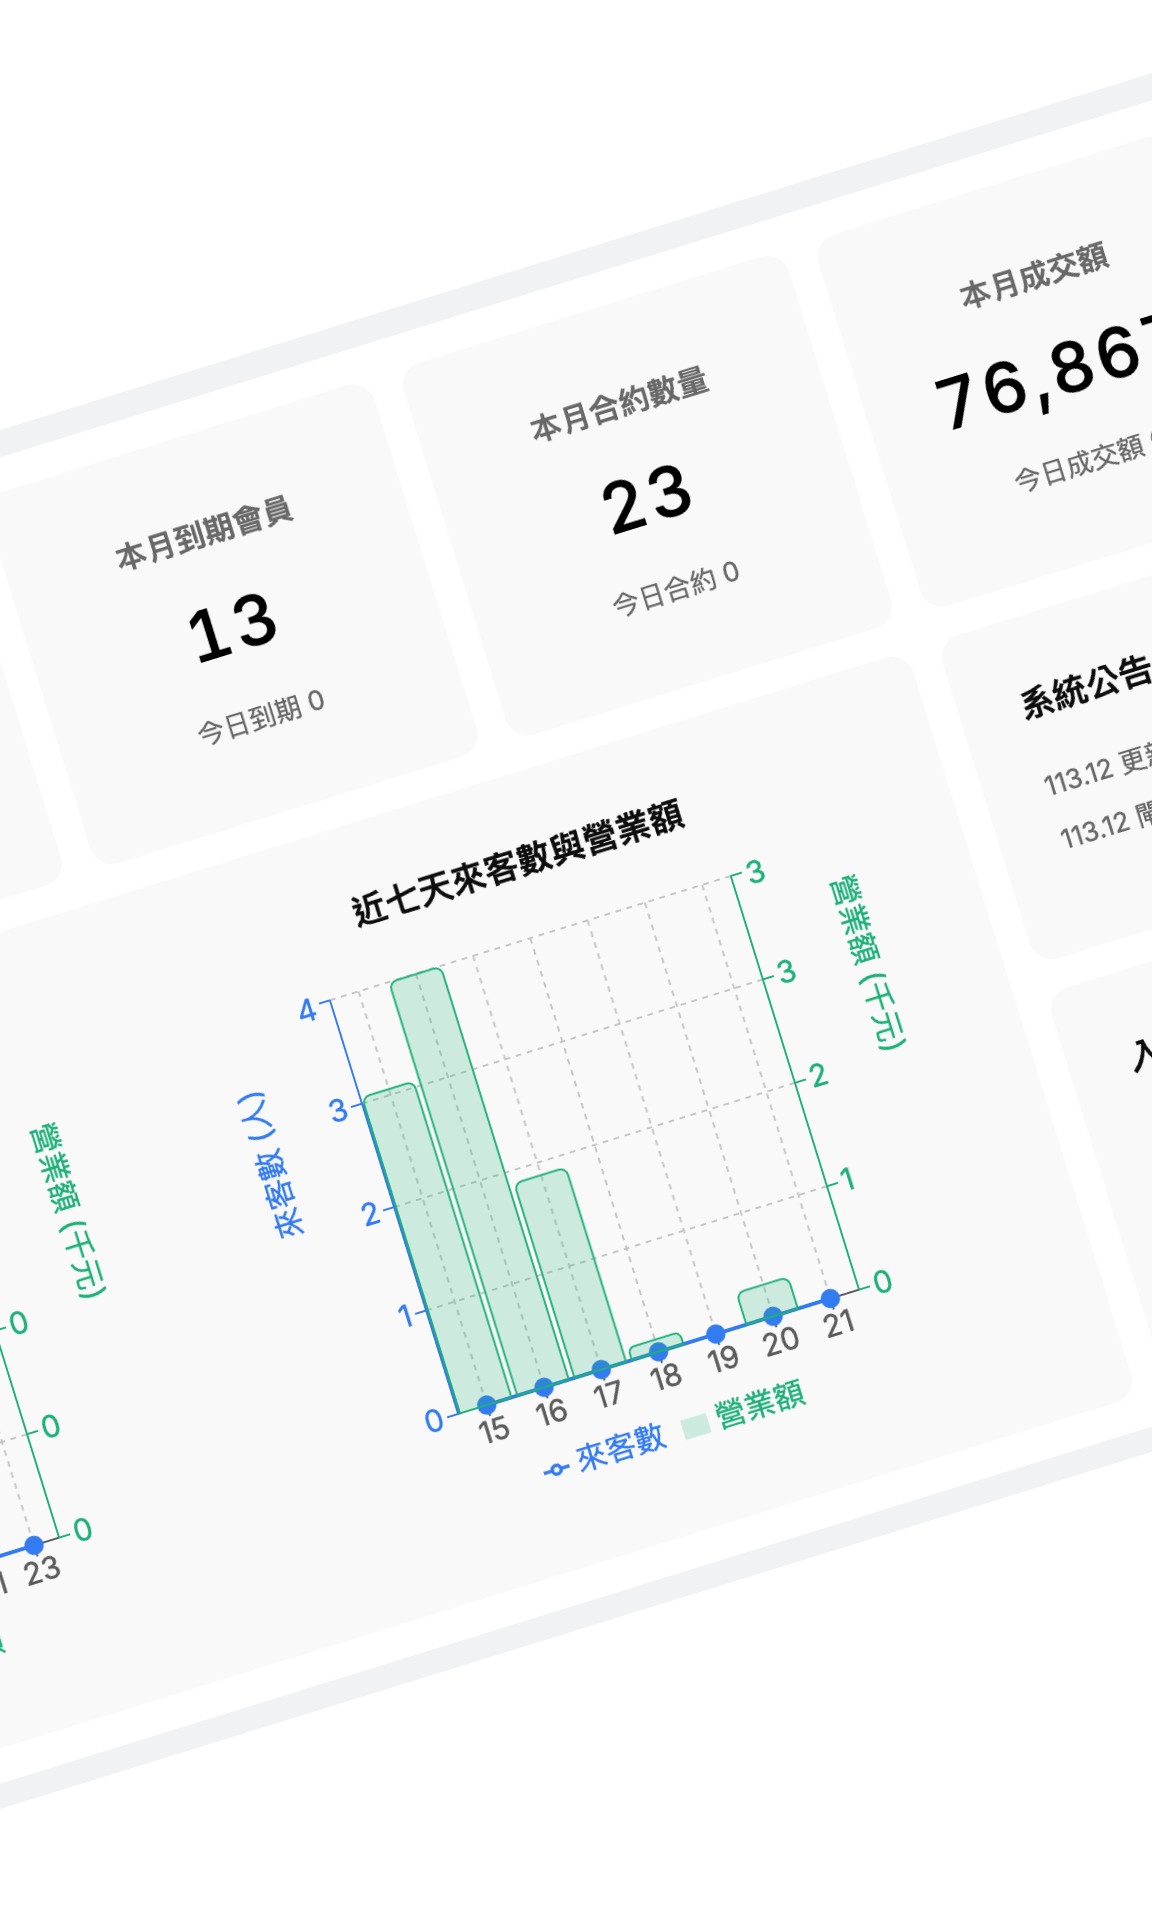 本月到期會員
13
今日到期 0
本月合約數量
23
今日合約 0
本月成交額
76,867
今日成交額
系統公告
113.12 更新
113.12
近七天來客數與營業額
來客數 (人)
4
3
2
1
0
營業額 (千元)
3
3
2
1
0
15
16
17
18
19
20
21
來客數
營業額
營業額 (千元)
0
0
0
23